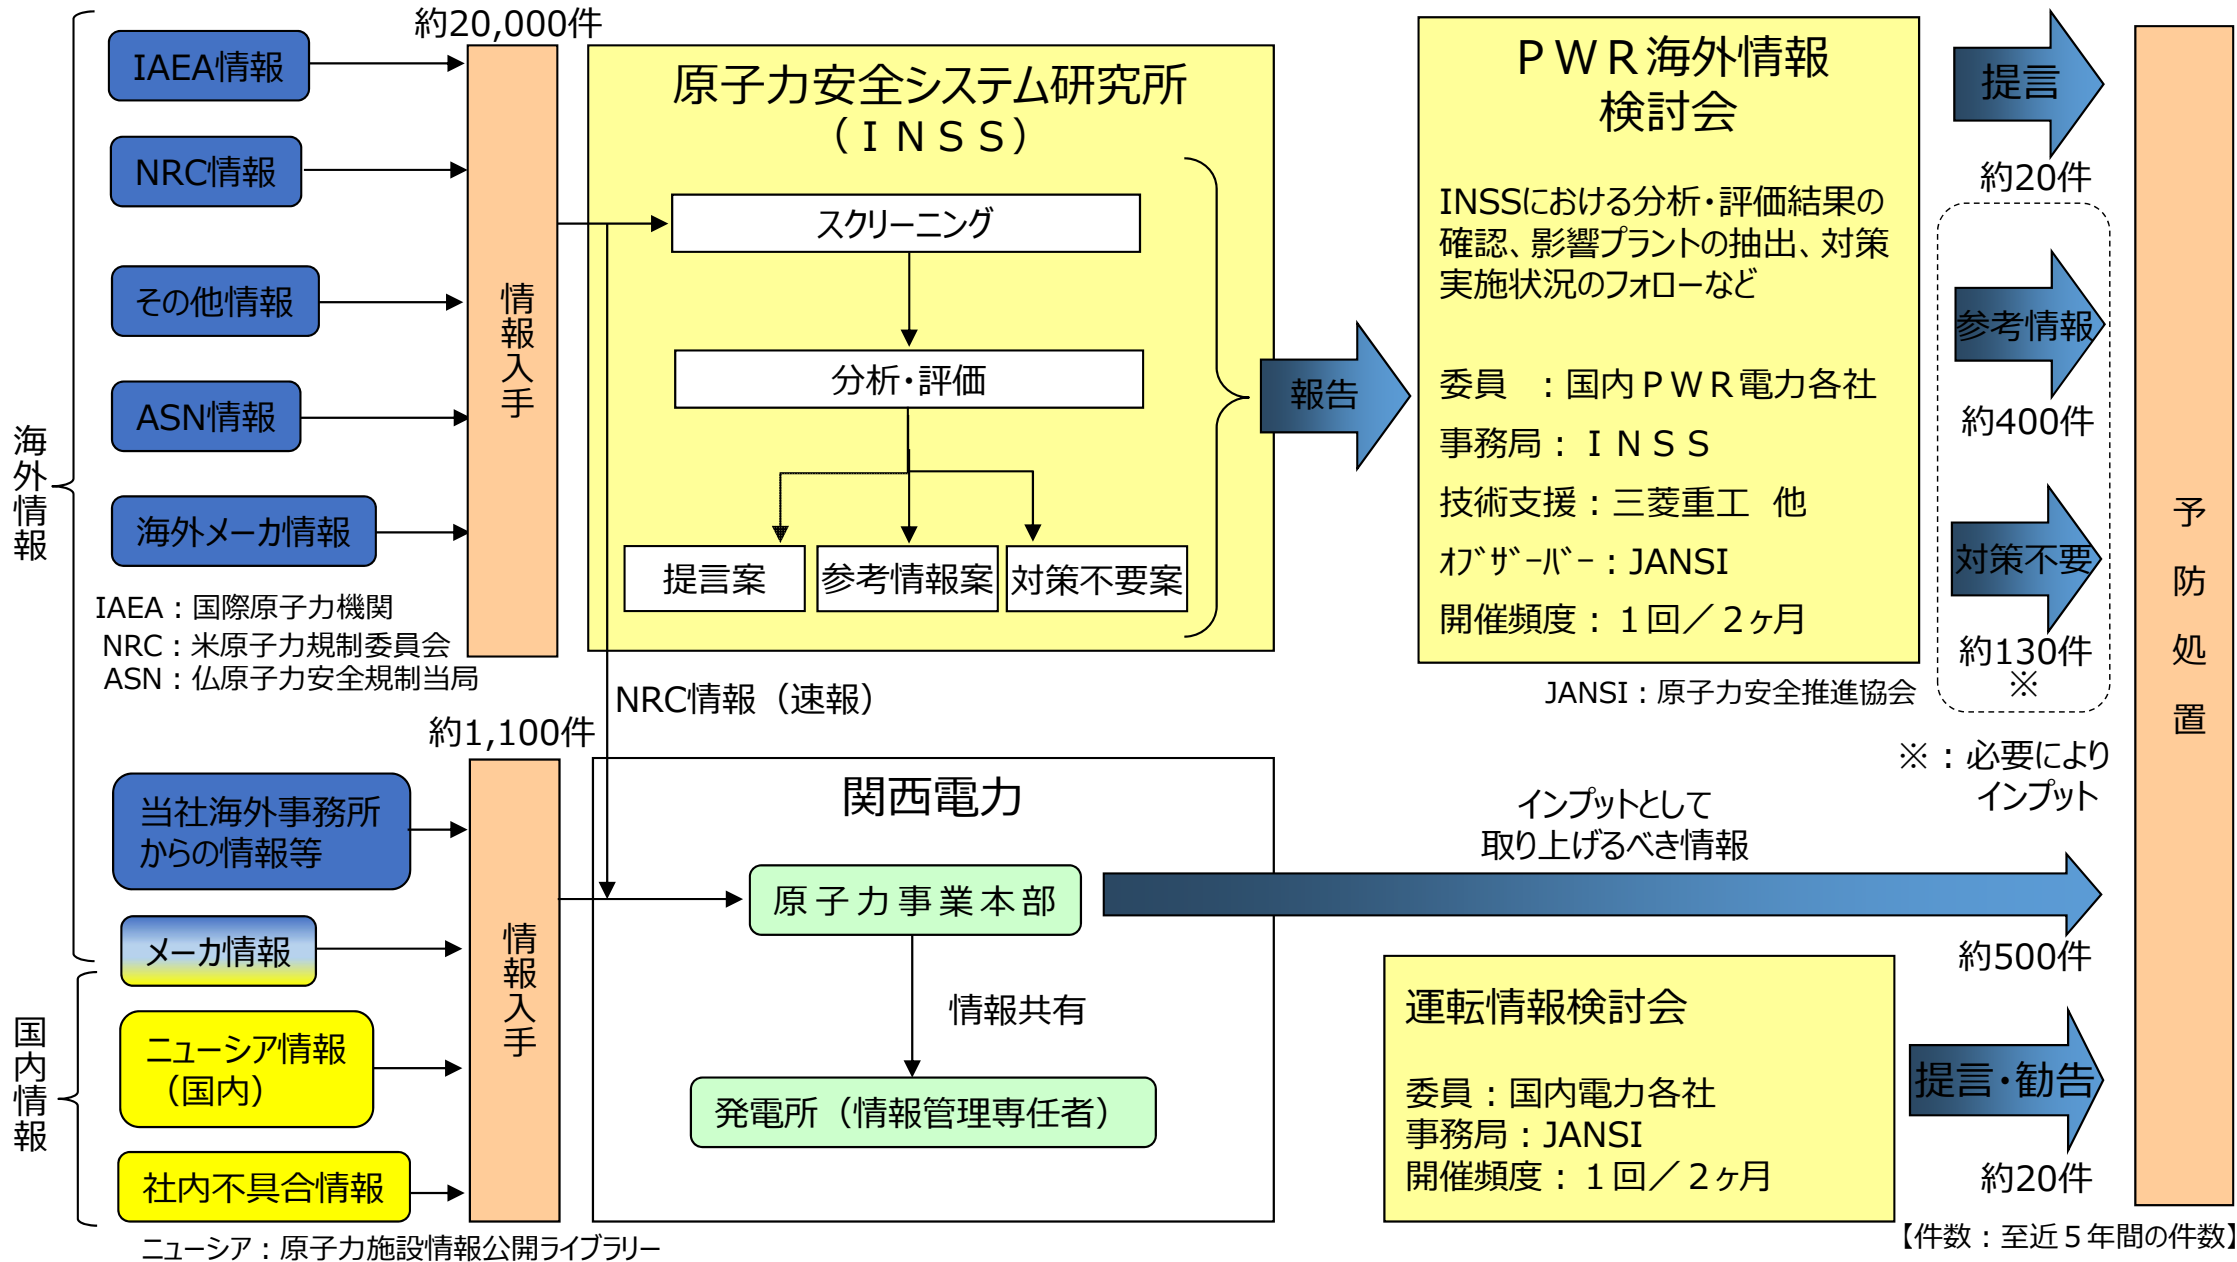 海外情報
IAEA情報
NRC情報
その他情報
ASN情報
海外メーカ情報
IAEA：国際原子力機関
NRC：米原子力規制委員会
ASN：仏原子力安全規制当局
約20,000件
情報入手
原子力安全システム研究所
（ＩＮＳＳ）
スクリーニング
分析・評価
提言案
参考情報案
対策不要案
報告
ＰＷＲ海外情報
検討会
INSSにおける分析・評価結果の
確認、影響プラントの抽出、対策
実施状況のフォローなど
委員　：国内ＰＷＲ電力各社
事務局：ＩＮＳＳ
技術支援：三菱重工　他
ｵﾌﾞｻﾞｰﾊﾞｰ：JANSI
開催頻度：１回／２ヶ月
JANSI：原子力安全推進協会
提言
約20件
参考情報
約400件
対策不要
約130件
※
※：必要により
インプット
予防処置
NRC情報（速報）
当社海外事務所
からの情報等
メーカ情報
国内情報
ニューシア情報
（国内）
社内不具合情報
ニューシア：原子力施設情報公開ライブラリー
約1,100件
情報入手
関西電力
原子力事業本部
情報共有
発電所（情報管理専任者）
インプットとして
取り上げるべき情報
約500件
運転情報検討会
委員：国内電力各社
事務局：JANSI
開催頻度：１回／２ヶ月
提言・勧告
約20件
【件数：至近５年間の件数】